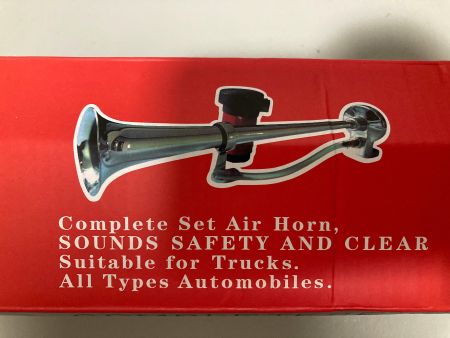 Complete Set Air Horn,
SOUNDS SAFETY AND CLEAR
Suitable for Trucks.
All Types Automobiles.